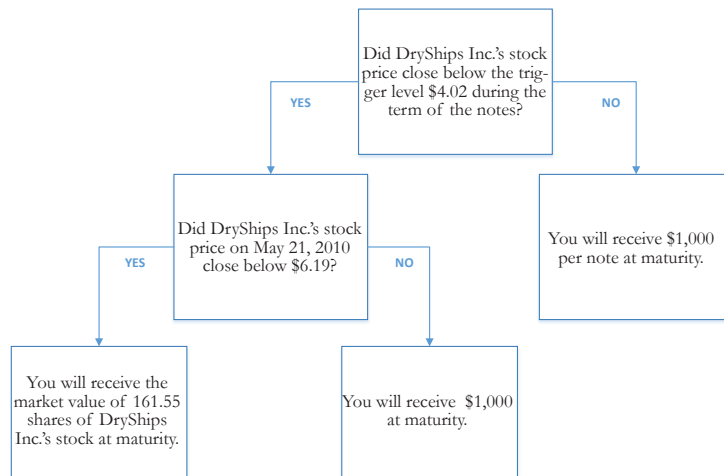 Did DryShips Inc.'s stock
price close below the trig-
ger level $4.02 during the
term of the notes?
YES
NO
Did DryShips Inc.'s stock
price on May 21, 2010
close below $6.19?
You will receive $1,000
per note at maturity.
YES
NO
You will receive the
market value of 161.55
shares of DryShips
Inc.'s stock at maturity.
You will receive $1,000
at maturity.